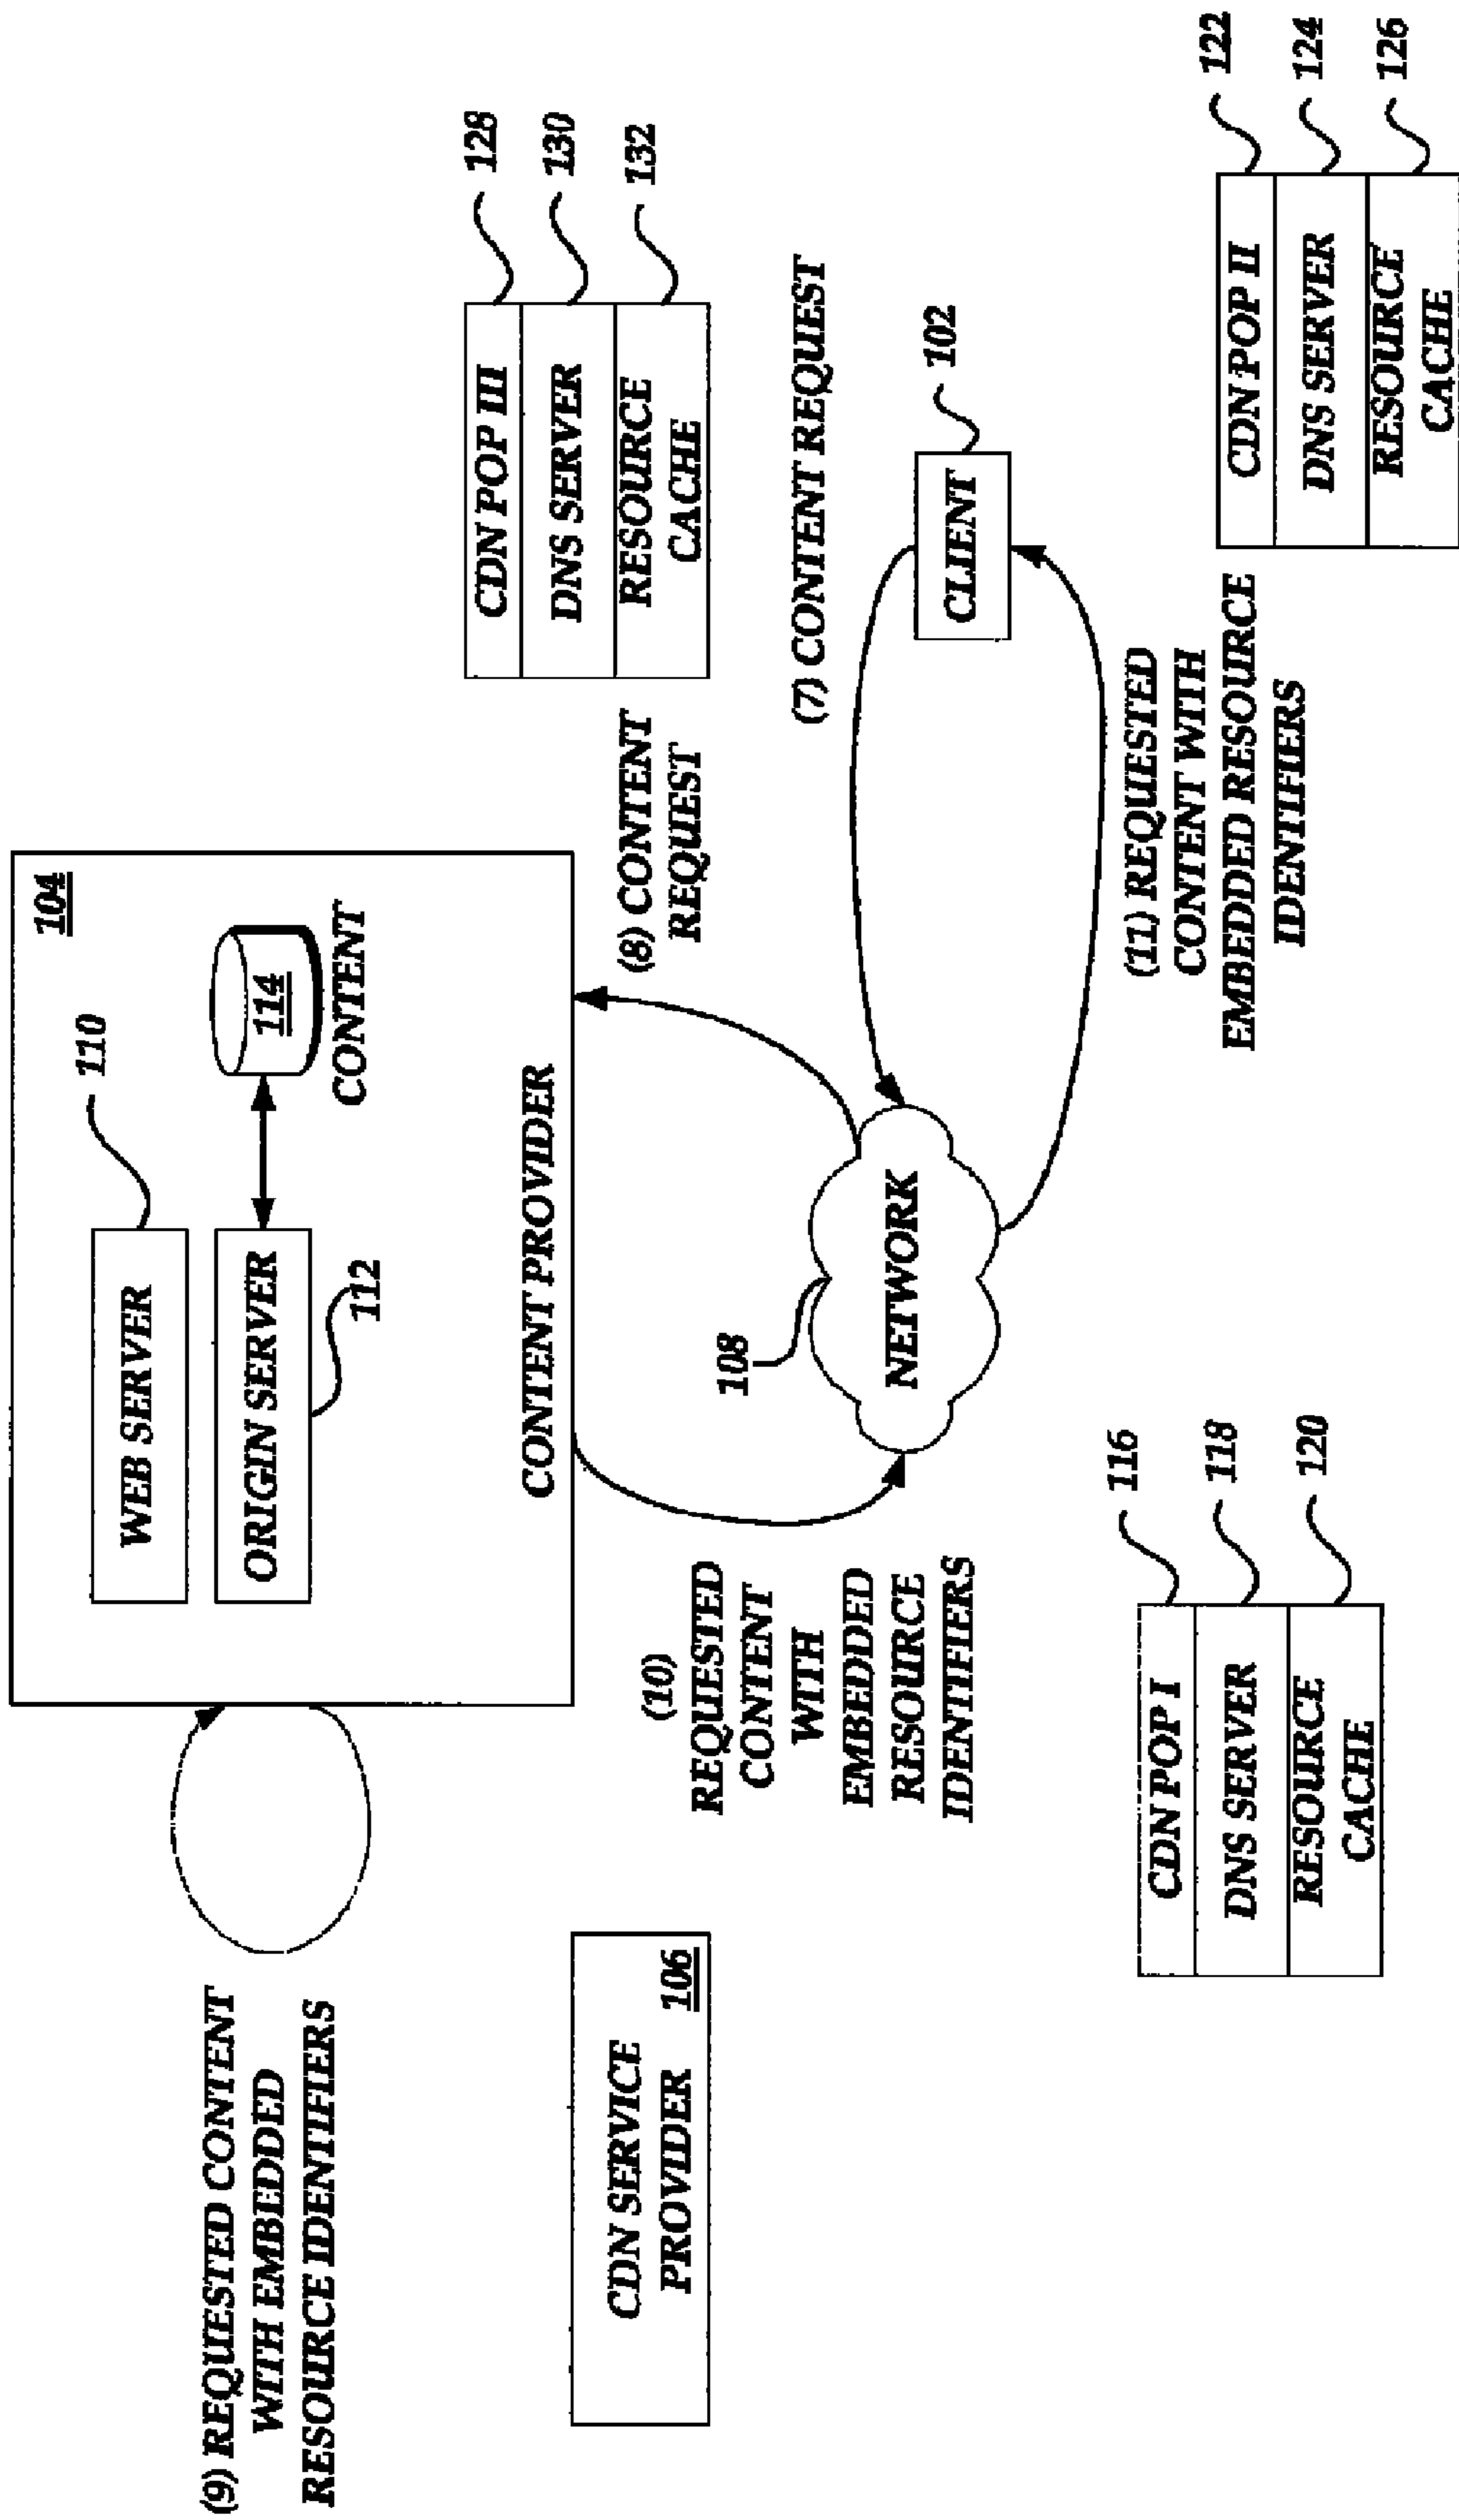 (9) REQUESTED CONTENT
WITH EMBEDDED
RESOURCE IDENTIFIERS
104
WEB SERVER
110
ORIGIN SERVER
112
114
CONTENT
CONTENT PROVIDER
CDN SERVICE
PROVIDER
106
(10)
REQUESTED
CONTENT
WITH
EMBEDDED
RESOURCE
IDENTIFIERS
108
NETWORK
(8) CONTENT
REQUEST
CDN POP III
DNS SERVER
RESOURCE
CACHE
128
130
132
(7) CONTENT REQUEST
CLIENT
102
(11) REQUESTED
CONTENT WITH
EMBEDDED RESOURCE
IDENTIFIERS
CDN POP I
DNS SERVER
RESOURCE
CACHE
116
118
120
CDN POP II
DNS SERVER
RESOURCE
CACHE
122
124
126